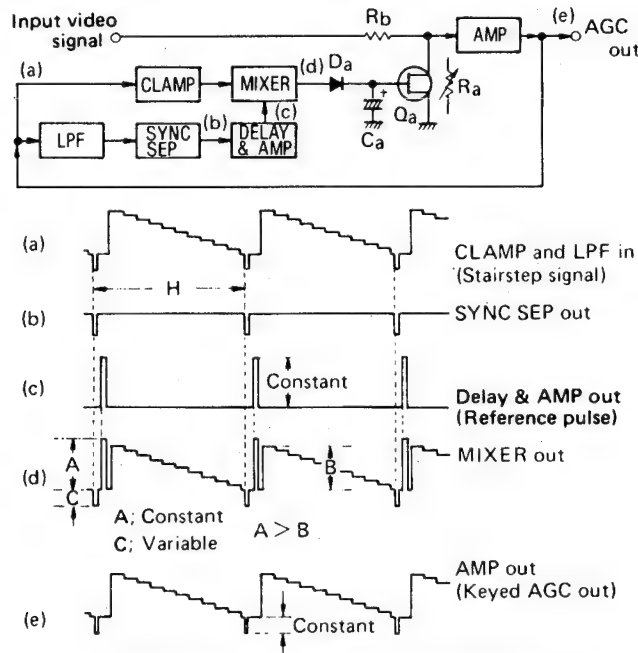 Input video
signal
Rb
AMP
(e)
AGC
out
(a)
CLAMP
MIXER
(d)
Da
Qa
Ra
LPF
SYNC
SEP
(b)
DELAY
& AMP
(c)
+
Ca
(a)
H
CLAMP and LPF in
(Stairstep signal)
(b)
SYNC SEP out
(c)
Constant
Delay & AMP out
(Reference pulse)
(d)
A
B
C
MIXER out
A; Constant
C; Variable
A > B
(e)
Constant
AMP out
(Keyed AGC out)